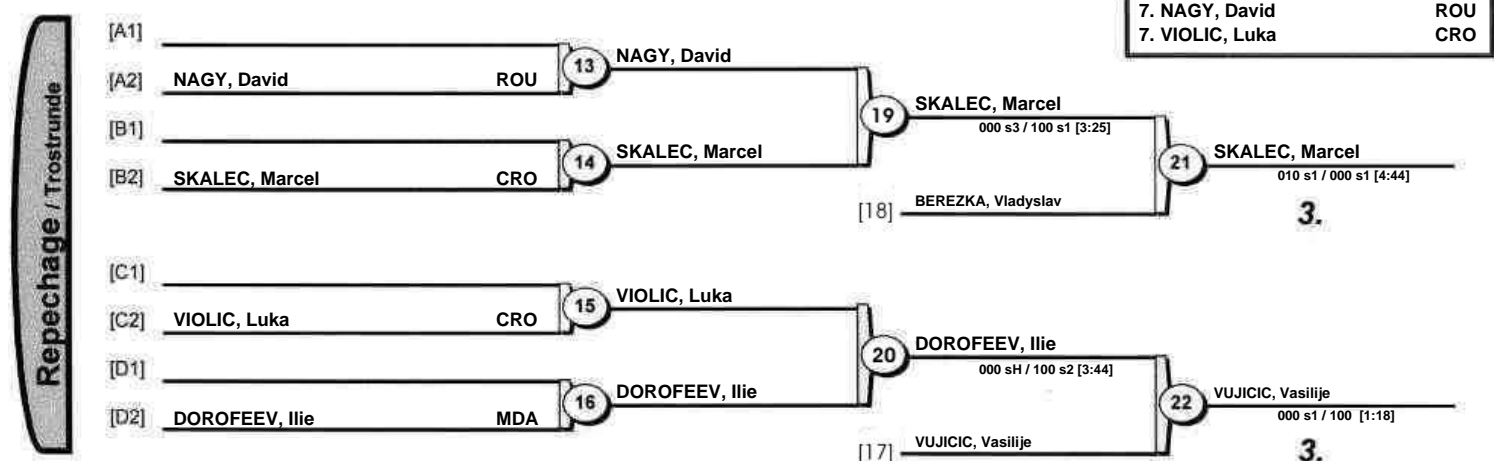 7. NAGY, David ROU
7. VIOLIC, Luka CRO
Repechage / Trostrunde
[A1]
[A2] NAGY, David ROU
13 NAGY, David
[B1]
[B2] SKALEC, Marcel CRO
14 SKALEC, Marcel
19 SKALEC, Marcel
000 s3 / 100 s1 [3:25]
[18] BEREZKA, Vladyslav
21 SKALEC, Marcel
010 s1 / 000 s1 [4:44]
3.
[C1]
[C2] VIOLIC, Luka CRO
15 VIOLIC, Luka
[D1]
[D2] DOROFEEV, Ilie MDA
16 DOROFEEV, Ilie
20 DOROFEEV, Ilie
000 sH / 100 s2 [3:44]
[17] VUJICIC, Vasilije
22 VUJICIC, Vasilije
000 s1 / 100 [1:18]
3.